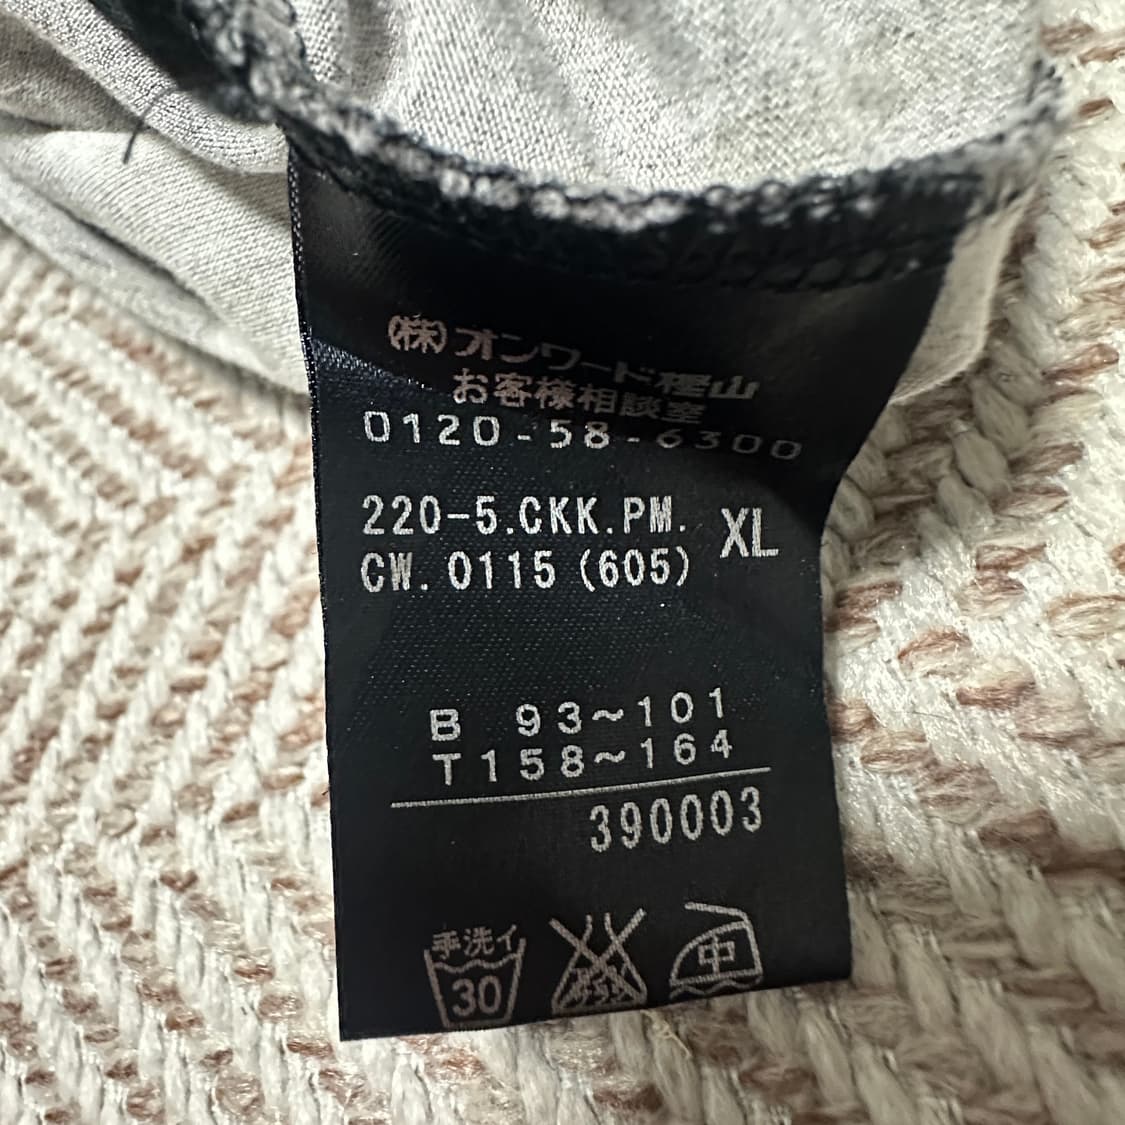 (株)オンワード樫山
お客様相談室
0120-58-6300
220-5.CKK.PM.
CW.0115(605)
XL
B 93~101
T158~164
390003
手洗イ
30
中